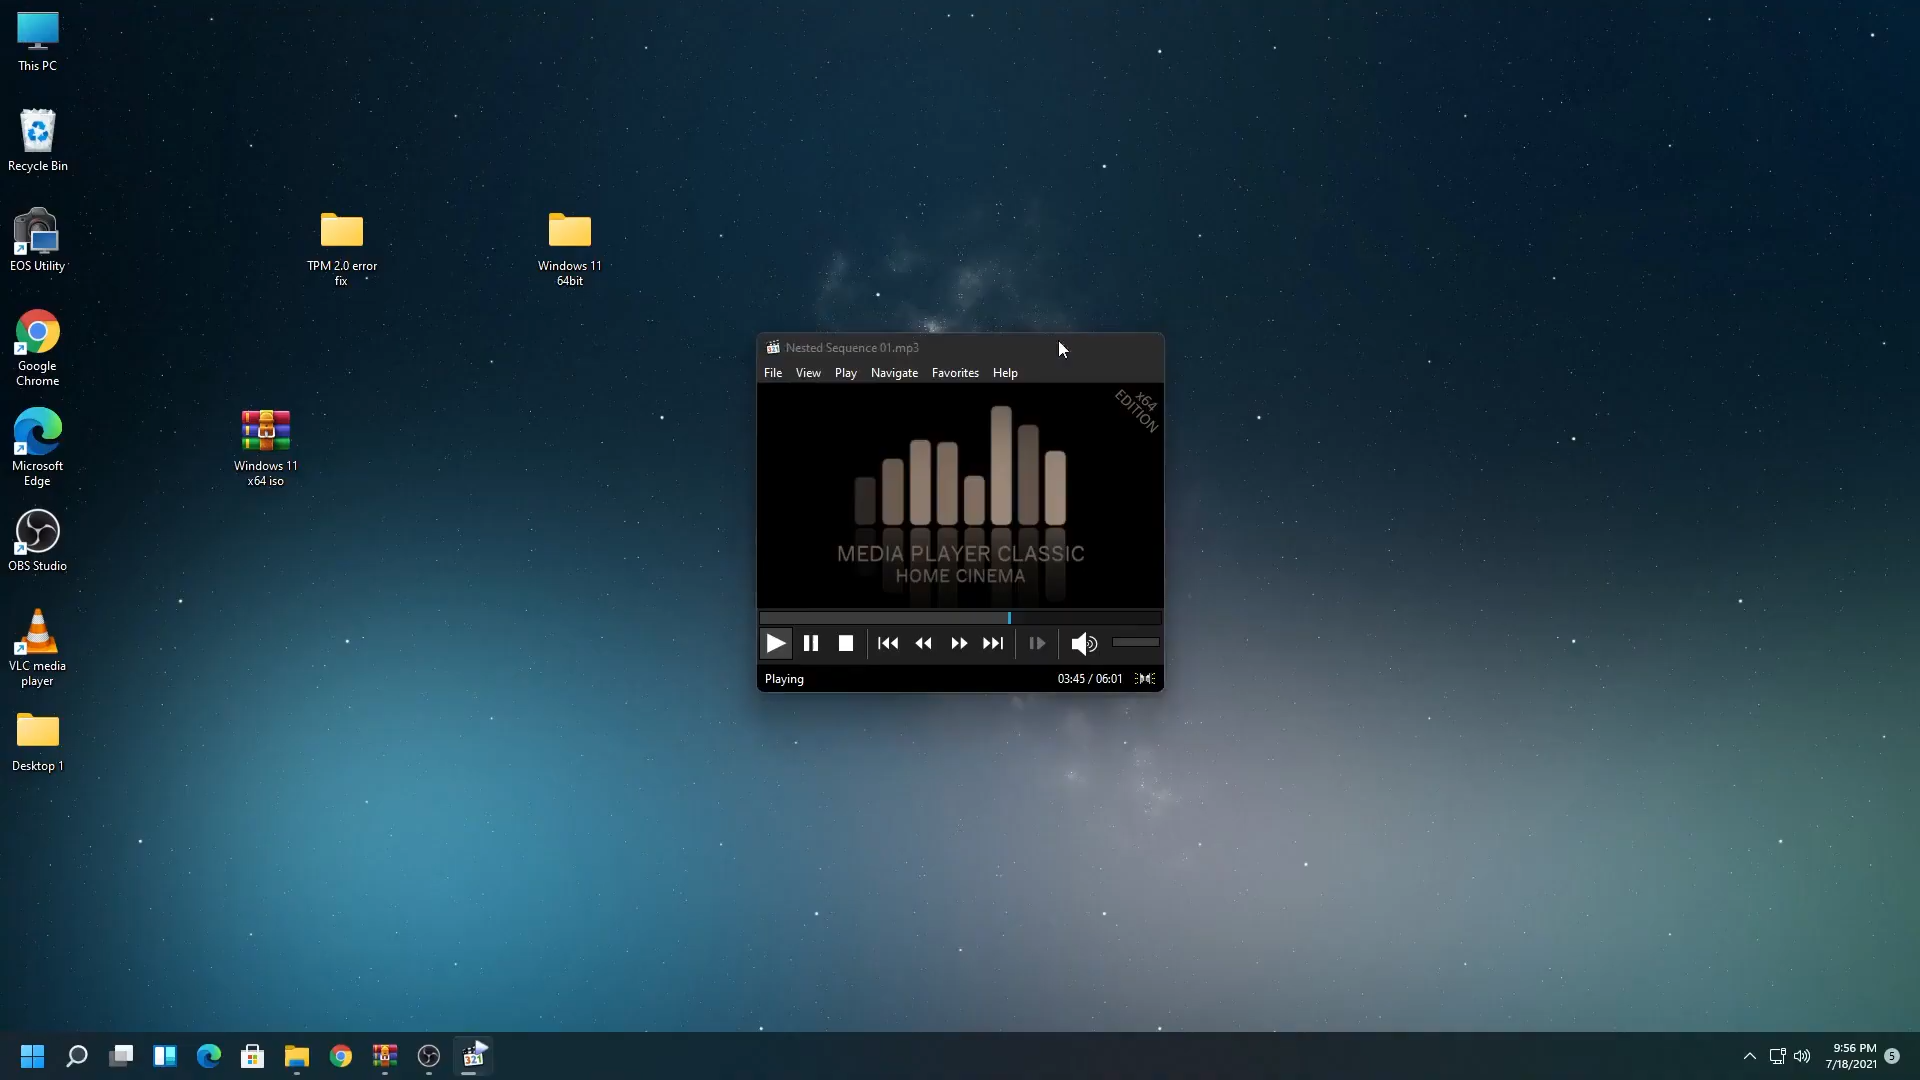 This PC
Recycle Bin
EOS Utility
Google
Chrome
Microsoft
Edge
OBS Studio
VLC media
player
Desktop 1
TPM 2.0 error
fix
Windows 11
64bit
Windows 11
x64 iso
Nested Sequence 01.mp3
File View Play Navigate Favorites Help
x64
EDITION
MEDIA PLAYER CLASSIC
HOME CINEMA
Playing
03:45 / 06:01
321
9:56 PM
7/18/2021
5